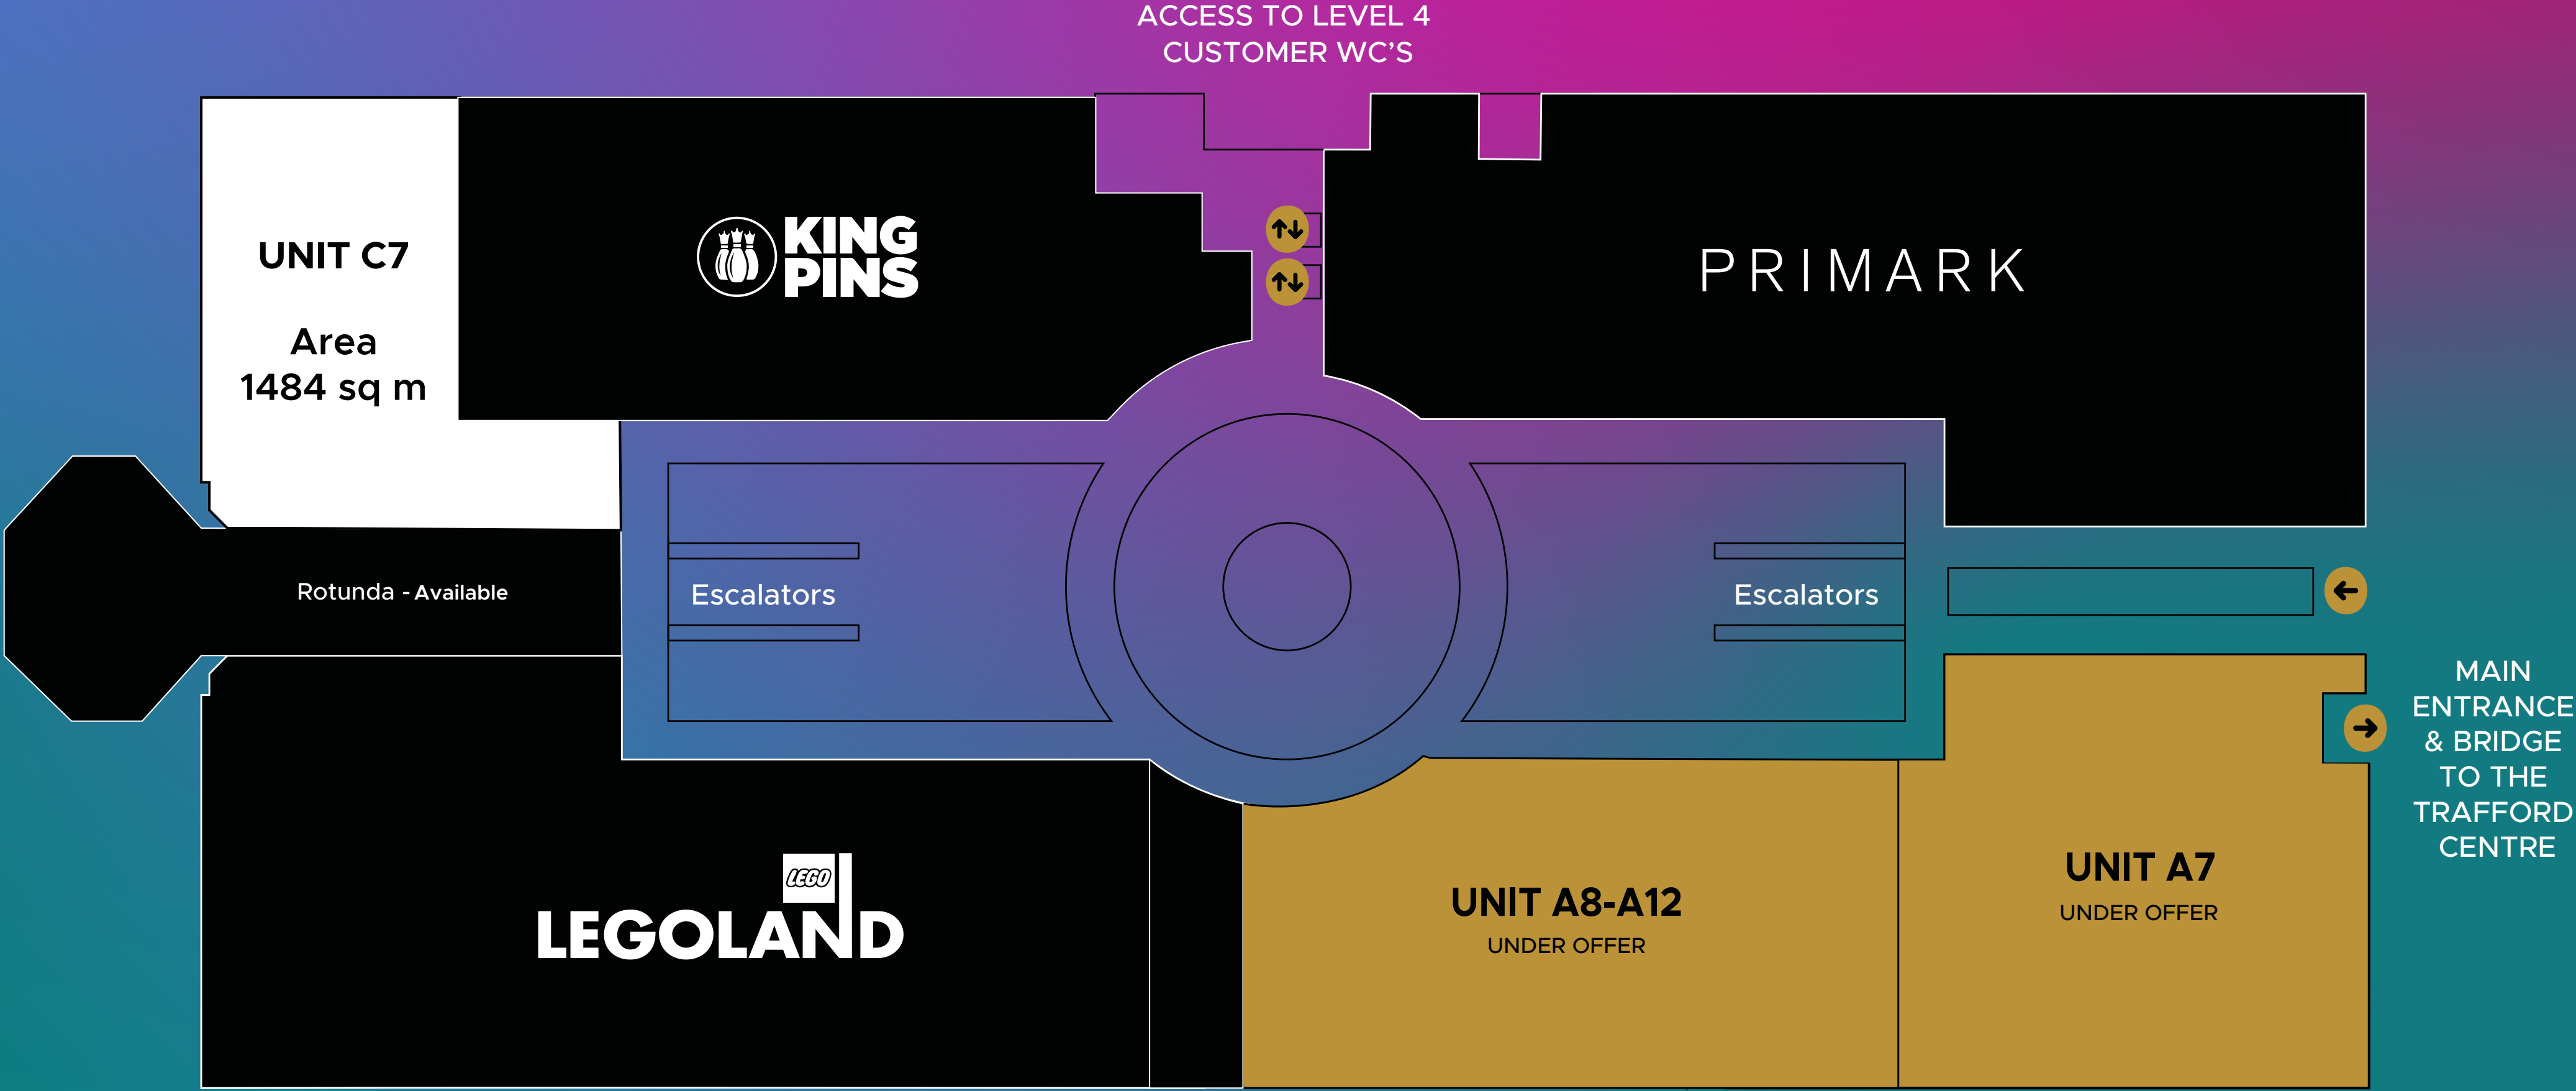 ACCESS TO LEVEL 4
CUSTOMER WC'S
UNIT C7
Area
1484 sq m
KING
PINS
PRIMARK
Rotunda - Available
Escalators
Escalators
MAIN
ENTRANCE
& BRIDGE
TO THE
TRAFFORD
CENTRE
LEGO
LEGOLAND
UNIT A8-A12
UNDER OFFER
UNIT A7
UNDER OFFER